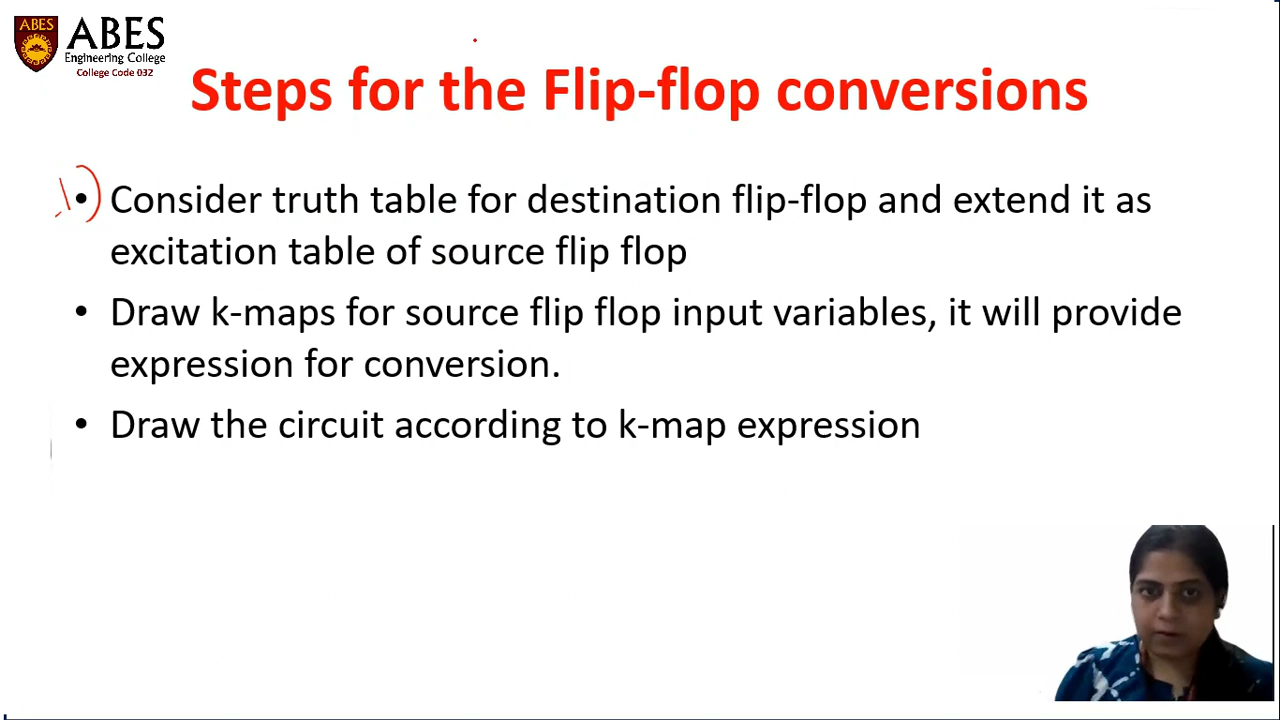 ABES
ABES
Engineering College
College Code 032
Steps for the Flip-flop conversions
• Consider truth table for destination flip-flop and extend it as
excitation table of source flip flop
• Draw k-maps for source flip flop input variables, it will provide
expression for conversion.
• Draw the circuit according to k-map expression